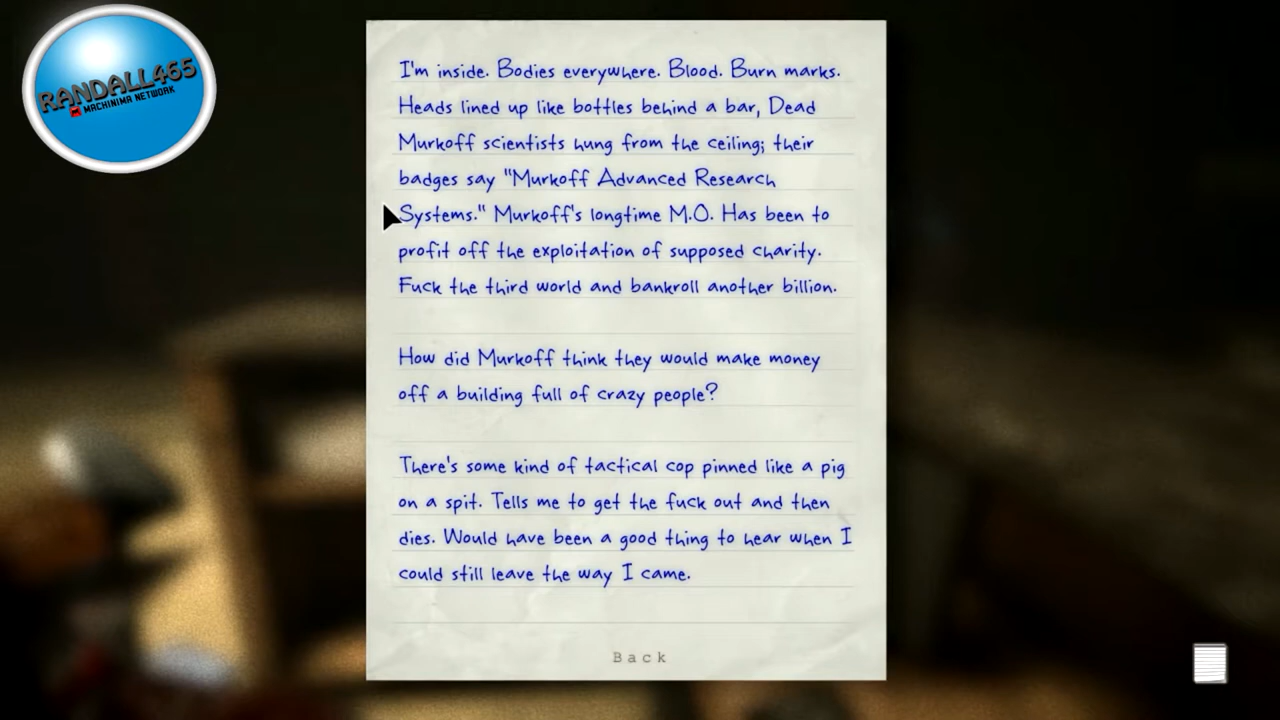 RANDALL465
MACHINIMA NETWORK
I'm inside. Bodies everywhere. Blood. Burn marks.
Heads lined up like bottles behind a bar, Dead
Murkoff scientists hung from the ceiling; their
badges say "Murkoff Advanced Research
Systems." Murkoff's longtime M.O. Has been to
profit off the exploitation of supposed charity.
Fuck the third world and bankroll another billion.
How did Murkoff think they would make money
off a building full of crazy people?
There's some kind of tactical cop pinned like a pig
on a spit. Tells me to get the fuck out and then
dies. Would have been a good thing to hear when I
could still leave the way I came.
Back